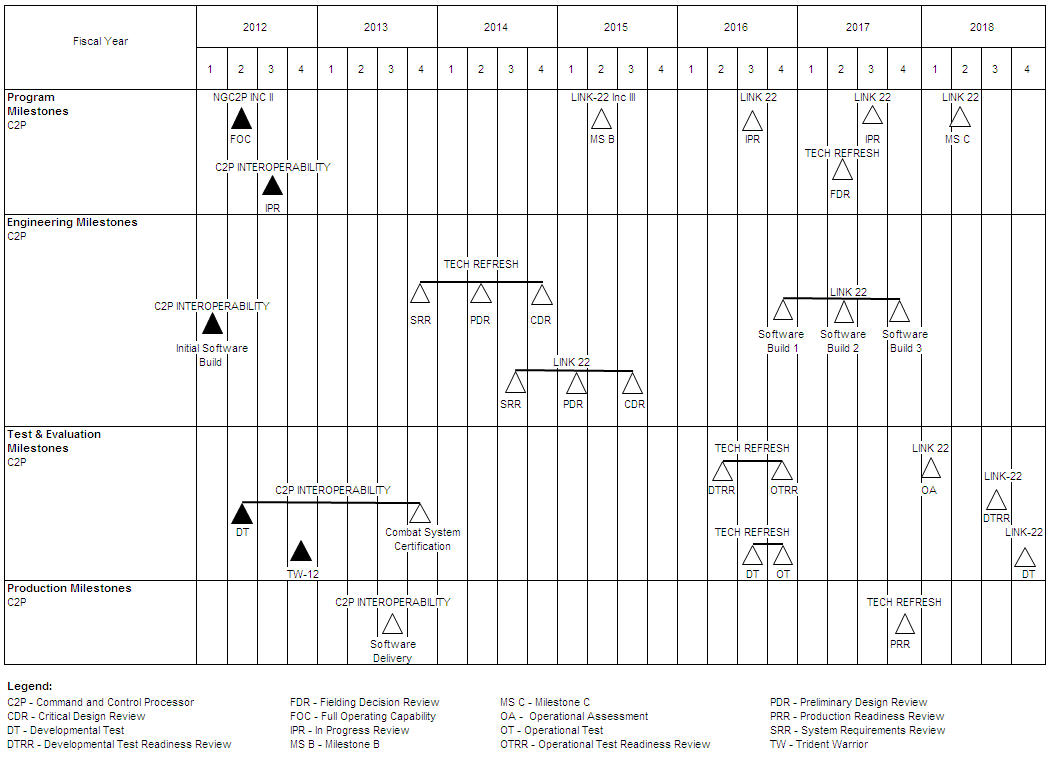 Fiscal Year
2012 2013 2014 2015 2016 2017 2018
1 2 3 4 1 2 3 4 1 2 3 4 1 2 3 4 1 2 3 4 1 2 3 4 1 2 3 4
Program
Milestones
C2P
NGC2P INC II
FOC
C2P INTEROPERABILITY
IPR
LINK-22 Inc III
MS B
LINK 22
IPR
LINK 22
IPR
TECH REFRESH
FDR
LINK 22
MS C
Engineering Milestones
C2P
C2P INTEROPERABILITY
Initial Software
Build
TECH REFRESH
SRR PDR CDR
LINK 22
SRR PDR CDR
LINK 22
Software Software Software
Build 1 Build 2 Build 3
Test & Evaluation
Milestones
C2P
C2P INTEROPERABILITY
DT
Combat System
Certification
TW-12
TECH REFRESH
DTRR OTRR
TECH REFRESH
DT OT
LINK 22
OA
LINK-22
DTRR
LINK-22
DT
Production Milestones
C2P
C2P INTEROPERABILITY
Software
Delivery
TECH REFRESH
PRR
Legend:
C2P - Command and Control Processor
CDR - Critical Design Review
DT - Developmental Test
DTRR - Developmental Test Readiness Review
FDR - Fielding Decision Review
FOC - Full Operating Capability
IPR - In Progress Review
MS B - Milestone B
MS C - Milestone C
OA - Operational Assessment
OT - Operational Test
OTRR - Operational Test Readiness Review
PDR - Preliminary Design Review
PRR - Production Readiness Review
SRR - System Requirements Review
TW - Trident Warrior